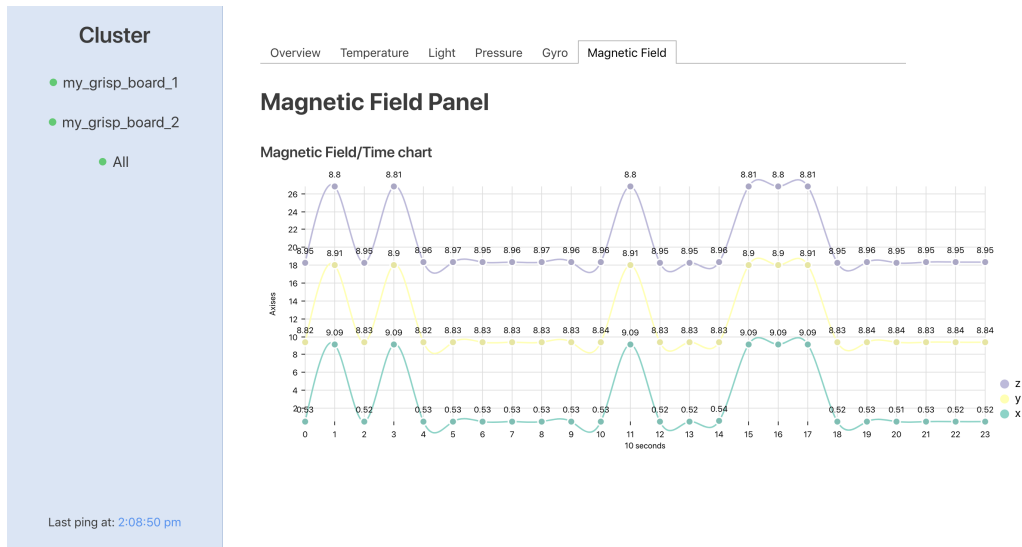 Cluster
my_grisp_board_1
my_grisp_board_2
All
Last ping at: 2:08:50 pm
Overview Temperature Light Pressure Gyro Magnetic Field
Magnetic Field Panel
Magnetic Field/Time chart
8.8 8.81 8.8 8.81 8.8 8.81
26
24
22
20
8.95 8.95 8.96 8.97 8.95 8.96 8.97 8.96 8.96 8.95 8.95 8.96 8.95 8.96 8.95 8.95 8.95 8.95
8.91 8.9 8.91 8.9 8.9 8.91
18
16
14
12
Axises
8.82 8.83 8.82 8.83 8.83 8.83 8.83 8.83 8.84 8.83 8.83 8.83 8.83 8.84 8.84 8.83 8.84 8.84
10
9.09 9.09 9.09 9.09 9.09 9.09
8
6
4
2
0.53 0.52 0.53 0.53 0.53 0.53 0.53 0.53 0.53 0.52 0.52 0.54 0.52 0.53 0.51 0.53 0.52 0.52
0 1 2 3 4 5 6 7 8 9 10 11 12 13 14 15 16 17 18 19 20 21 22 23
10 seconds
z
y
x